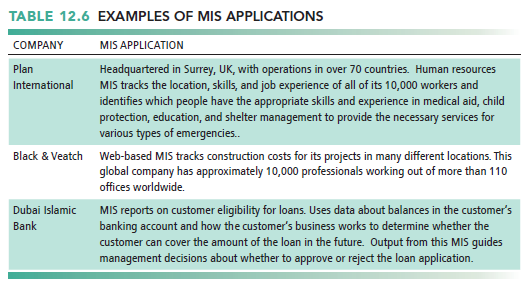 TABLE 12.6 EXAMPLES OF MIS APPLICATIONS
COMPANY MIS APPLICATION
Plan International Headquartered in Surrey, UK, with operations in over 70 countries. Human resources
MIS tracks the location, skills, and job experience of all of its 10,000 workers and
identifies which people have the appropriate skills and experience in medical aid, child
protection, education, and shelter management to provide the necessary services for
various types of emergencies..
Black & Veatch Web-based MIS tracks construction costs for its projects in many different locations. This
global company has approximately 10,000 professionals working out of more than 110
offices worldwide.
Dubai Islamic Bank MIS reports on customer eligibility for loans. Uses data about balances in the customer's
banking account and how the customer's business works to determine whether the
customer can cover the amount of the loan in the future. Output from this MIS guides
management decisions about whether to approve or reject the loan application.